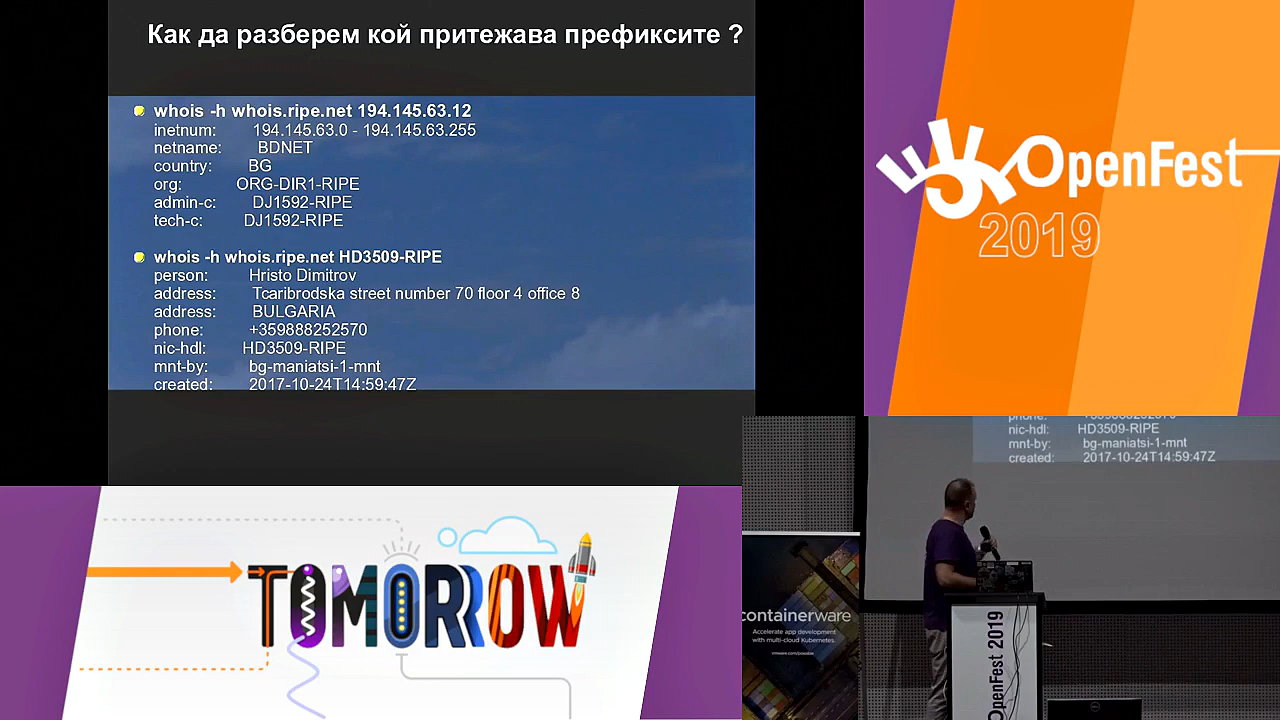 Как да разберем кой притежава префиксите ?
whois -h whois.ripe.net 194.145.63.12
inetnum: 194.145.63.0 - 194.145.63.255
netname: BDNET
country: BG
org: ORG-DIR1-RIPE
admin-c: DJ1592-RIPE
tech-c: DJ1592-RIPE
whois -h whois.ripe.net HD3509-RIPE
person: Hristo Dimitrov
address: Tcaribrodska street number 70 floor 4 office 8
address: BULGARIA
phone: +359888252570
nic-hdl: HD3509-RIPE
mnt-by: bg-maniatsi-1-mnt
created: 2017-10-24T14:59:47Z
OpenFest
2019
phone: +359888252570
nic-hdl: HD3509-RIPE
mnt-by: bg-maniatsi-1-mnt
created: 2017-10-24T14:59:47Z
TOMORROW
containerware
Accelerate app development
with multi-cloud Kubernetes.
OpenFest 2019
DELL